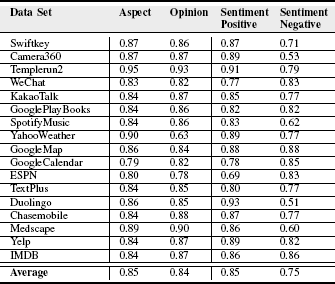 Data Set Aspect Opinion Sentiment Positive Sentiment Negative
Swiftkey 0.87 0.86 0.87 0.71
Camera360 0.87 0.87 0.89 0.53
Templerun2 0.95 0.93 0.91 0.79
WeChat 0.83 0.82 0.77 0.83
KakaoTalk 0.84 0.87 0.85 0.77
GooglePlayBooks 0.84 0.86 0.82 0.82
SpotifyMusic 0.84 0.86 0.83 0.62
YahooWeather 0.90 0.63 0.89 0.77
GoogleMap 0.86 0.84 0.88 0.88
GoogleCalendar 0.79 0.82 0.78 0.85
ESPN 0.80 0.78 0.69 0.83
TextPlus 0.84 0.85 0.80 0.77
Duolingo 0.86 0.85 0.93 0.51
Chasemobile 0.84 0.88 0.87 0.77
Medscape 0.89 0.90 0.86 0.60
Yelp 0.84 0.87 0.89 0.82
IMDB 0.84 0.87 0.86 0.86
Average 0.85 0.84 0.85 0.75